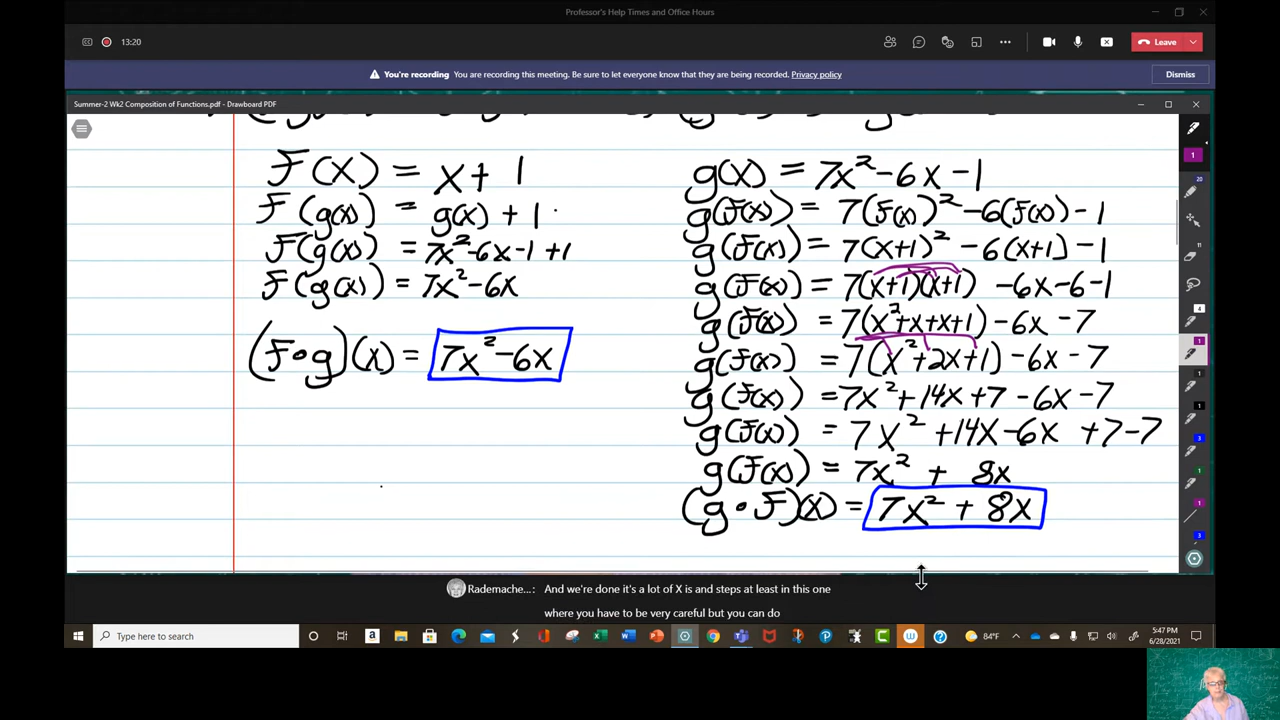 Professor's Help Times and Office Hours
13:20
Leave
You're recording You are recording this meeting. Be sure to let everyone know that they are being recorded. Privacy policy
Dismiss
Summer-2 Wk2 Composition of Functions.pdf - Drawboard PDF
F(x) = x + 1
F(g(x)) = g(x) + 1
F(g(x)) = 7x²-6x-1 +1
F(g(x)) = 7x²-6x
(F∘g)(x) = 7x²-6x
g(x) = 7x²-6x-1
g(f(x)) = 7(f(x))²-6(f(x))-1
g(f(x)) = 7(x+1)² -6(x+1)-1
g(f(x)) = 7(x+1)(x+1) -6x-6-1
g(f(x)) = 7(x²+x+x+1)-6x-7
g(f(x)) = 7(x²+2x+1)-6x-7
g(f(x)) = 7x²+14x+7-6x-7
g(f(x)) = 7x²+14x-6x +7-7
g(f(x)) = 7x² + 8x
(g∘F)(x) = 7x² + 8x
Rademache...: And we're done it's a lot of X is and steps at least in this one
where you have to be very careful but you can do
Type here to search
84°F
5:47 PM
6/28/2021